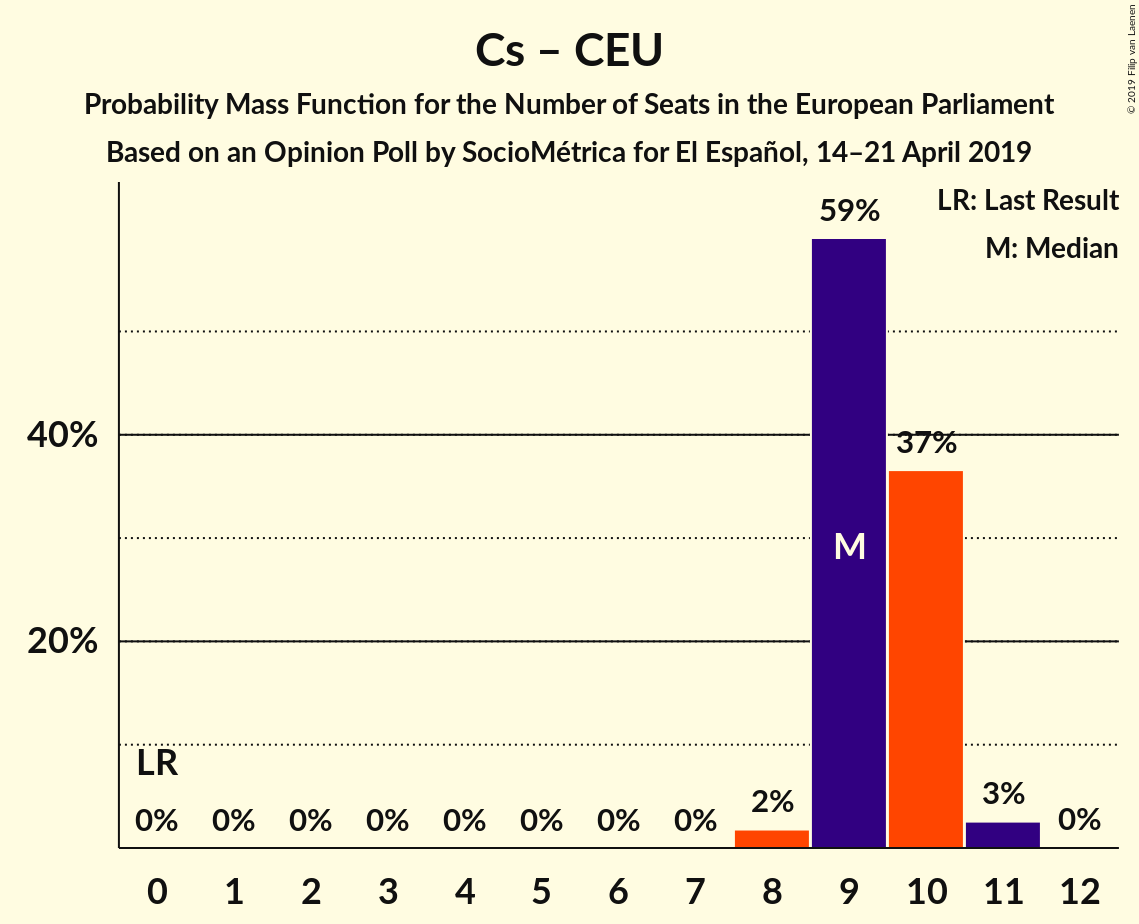 Cs – CEU
Probability Mass Function for the Number of Seats in the European Parliament
Based on an Opinion Poll by SocioMétrica for El Español, 14–21 April 2019
© 2019 Filip van Laenen
LR: Last Result
M: Median
59%
40%
37%
M
20%
LR
0% 0% 0% 0% 0% 0% 0% 0% 2% 3% 0%
0 1 2 3 4 5 6 7 8 9 10 11 12